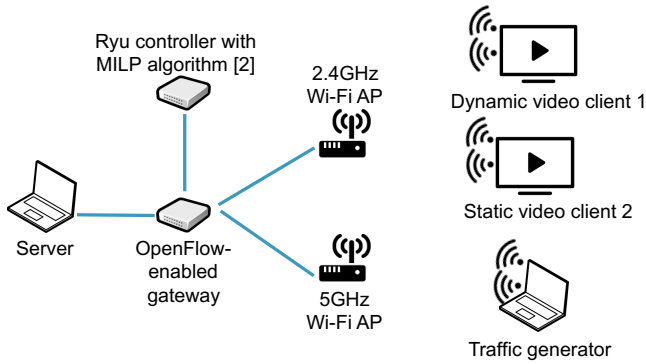 Ryu controller with
MILP algorithm [2]
2.4GHz
Wi-Fi AP
Dynamic video client 1
Static video client 2
Server
OpenFlow-
enabled
gateway
5GHz
Wi-Fi AP
Traffic generator